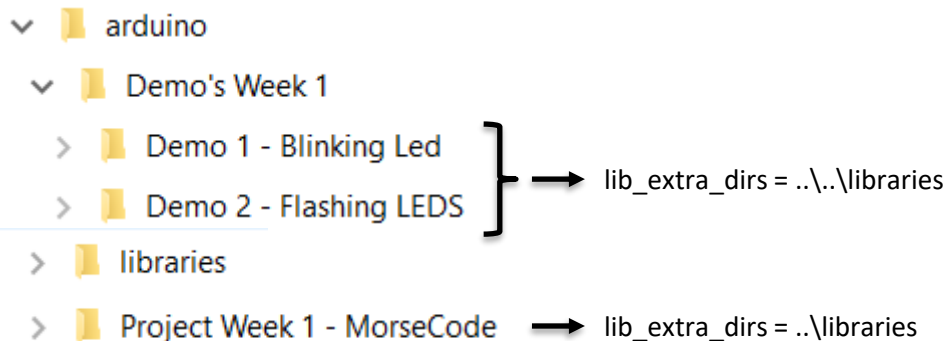 arduino
Demo's Week 1
Demo 1 - Blinking Led
Demo 2 - Flashing LEDS
lib_extra_dirs = ..\..\libraries
libraries
Project Week 1 - MorseCode
lib_extra_dirs = ..\libraries